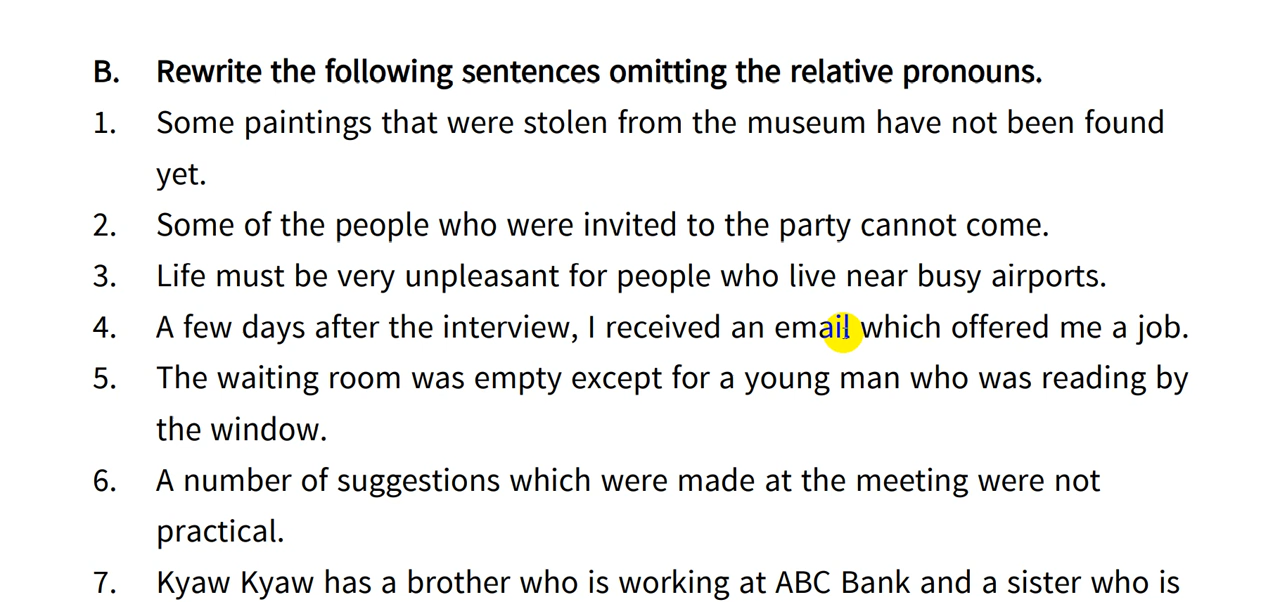 B. Rewrite the following sentences omitting the relative pronouns.
1. Some paintings that were stolen from the museum have not been found
yet.
2. Some of the people who were invited to the party cannot come.
3. Life must be very unpleasant for people who live near busy airports.
4. A few days after the interview, I received an email which offered me a job.
5. The waiting room was empty except for a young man who was reading by
the window.
6. A number of suggestions which were made at the meeting were not
practical.
7. Kyaw Kyaw has a brother who is working at ABC Bank and a sister who is